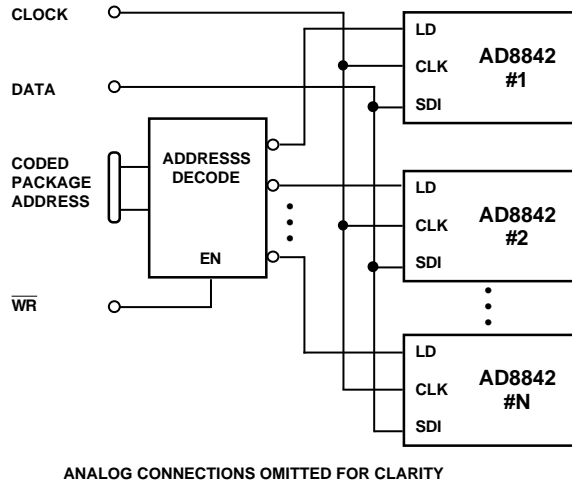 CLOCK
DATA
CODED
PACKAGE
ADDRESS
WR
ADDRESSS
DECODE
EN
LD
CLK
SDI
AD8842
#1
LD
CLK
SDI
AD8842
#2
LD
CLK
SDI
AD8842
#N
ANALOG CONNECTIONS OMITTED FOR CLARITY